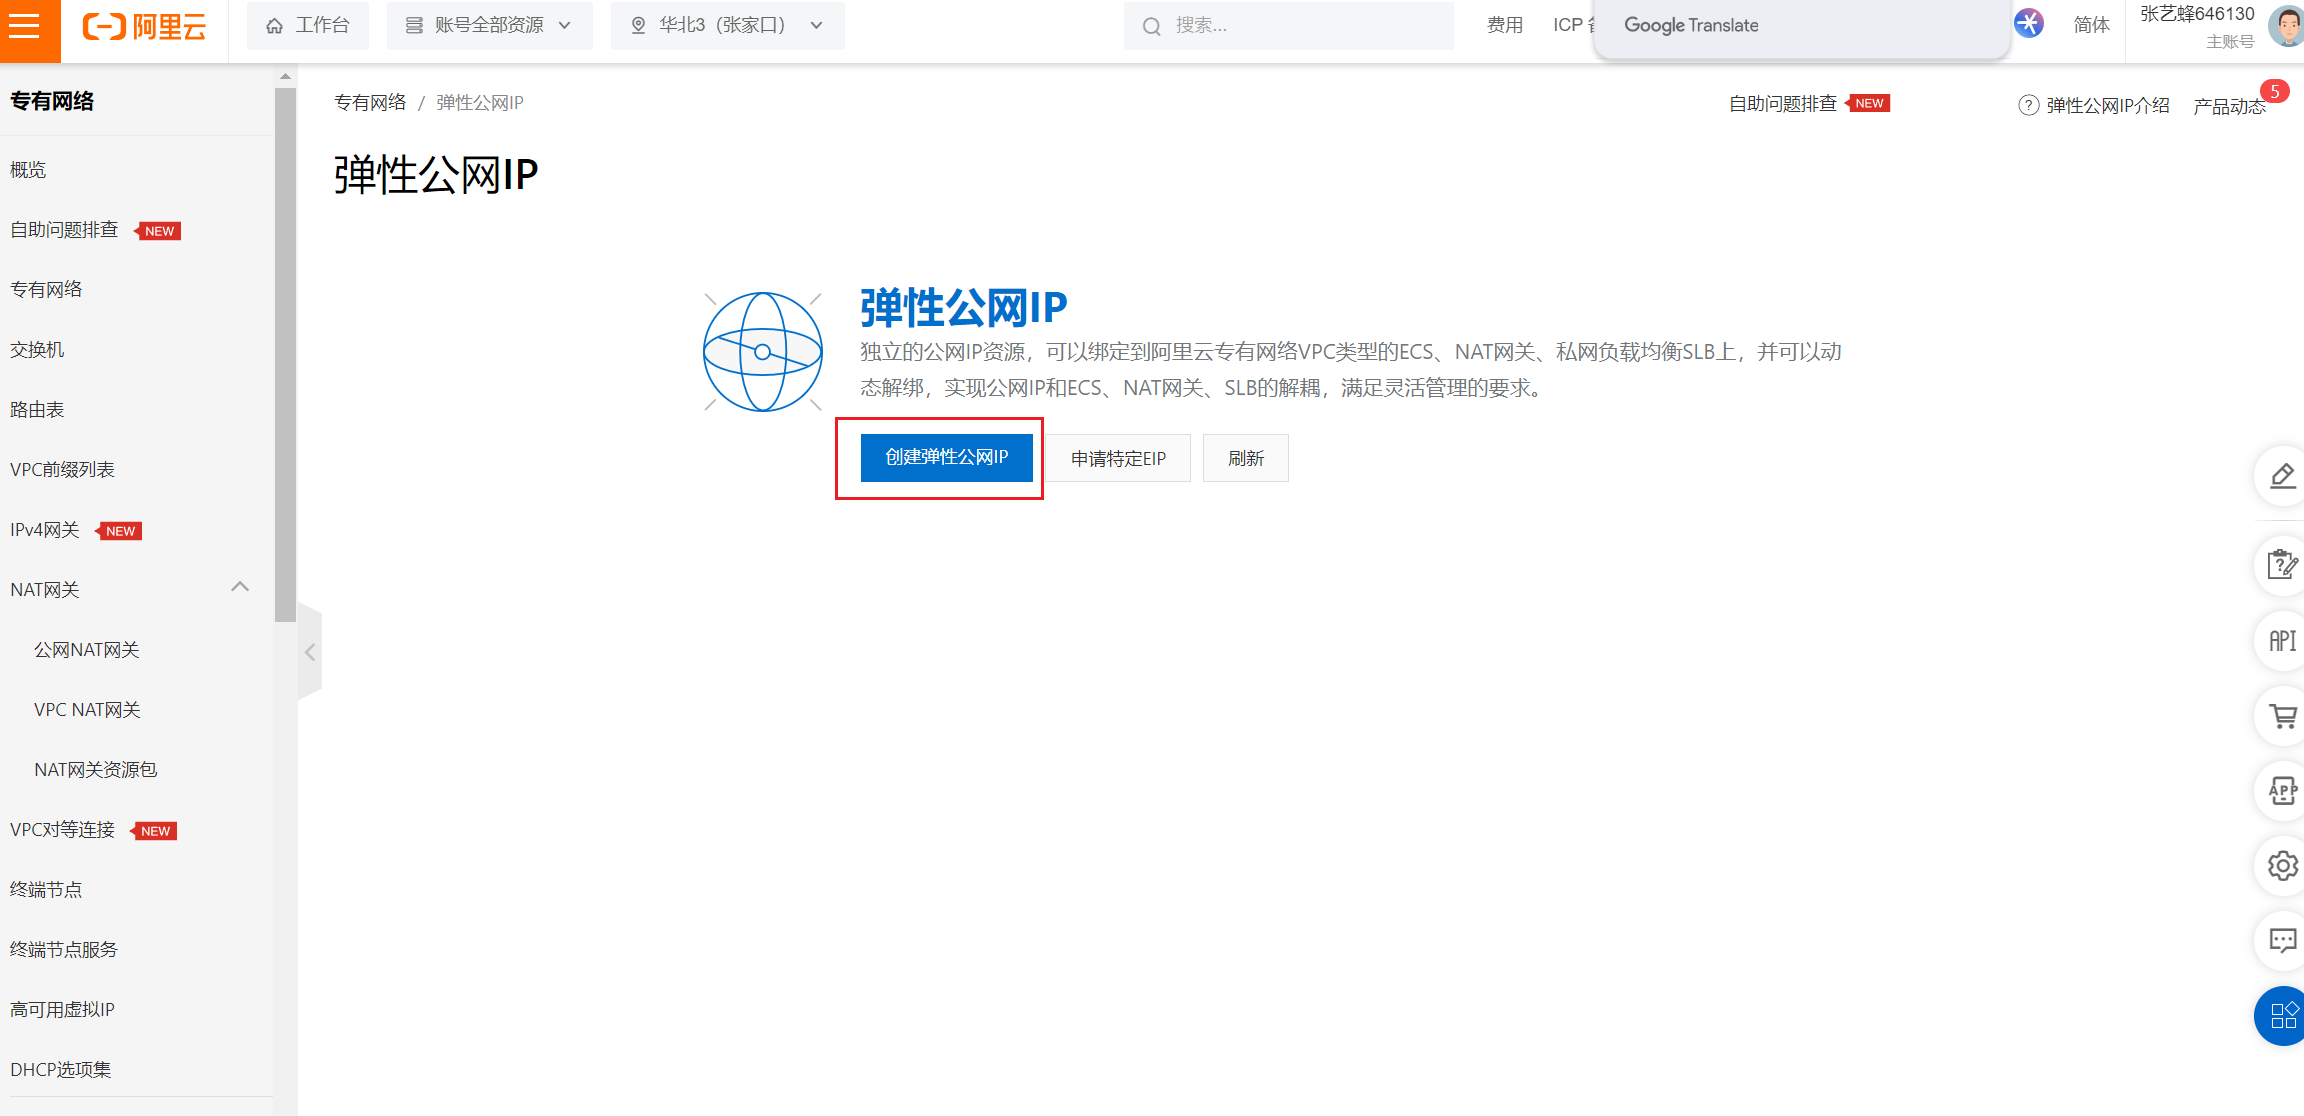 阿里云
工作台
账号全部资源
华北3（张家口）
搜索...
费用
ICP
Google Translate
简体
张艺蜂646130
主账号
专有网络
概览
自助问题排查 NEW
专有网络
交换机
路由表
VPC前缀列表
IPv4网关 NEW
NAT网关
公网NAT网关
VPC NAT网关
NAT网关资源包
VPC对等连接 NEW
终端节点
终端节点服务
高可用虚拟IP
DHCP选项集
专有网络 / 弹性公网IP
自助问题排查 NEW
? 弹性公网IP介绍
产品动态 5
弹性公网IP
弹性公网IP
独立的公网IP资源，可以绑定到阿里云专有网络VPC类型的ECS、NAT网关、私网负载均衡SLB上，并可以动
态解绑，实现公网IP和ECS、NAT网关、SLB的解耦，满足灵活管理的要求。
创建弹性公网IP
申请特定EIP
刷新
API
APP